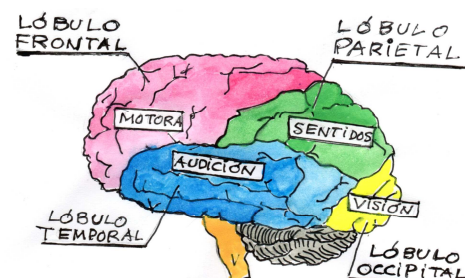 LÓBULO
FRONTAL
LÓBULO
PARIETAL
MOTORA
SENTIDOS
AUDICIÓN
VISIÓN
LÓBULO
TEMPORAL
LÓBULO
OCCIPITAL